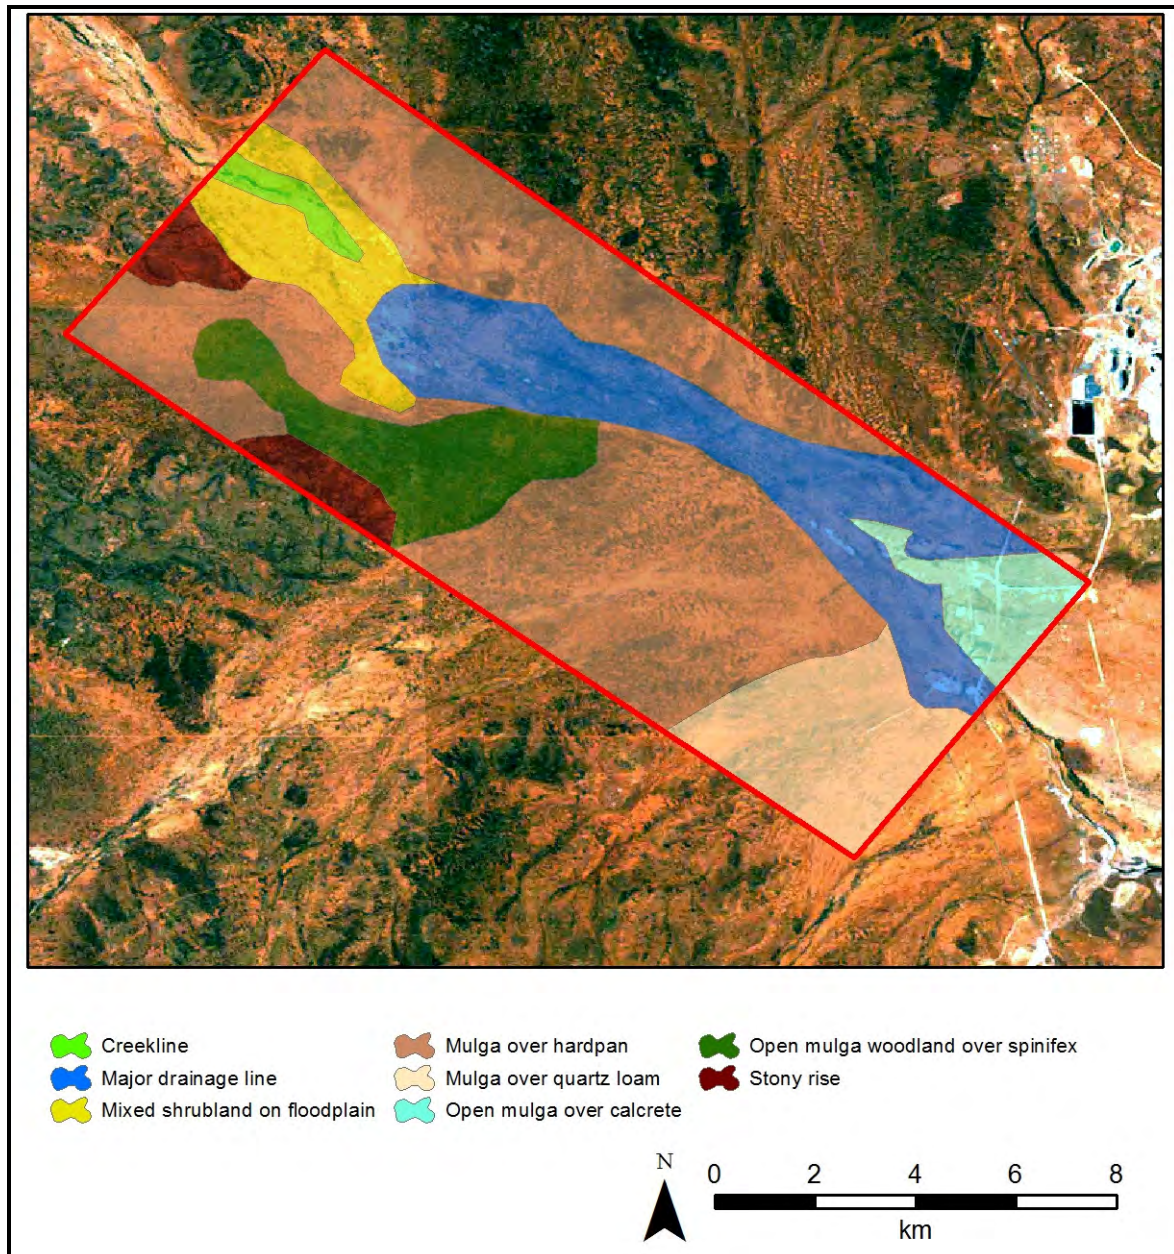 Creekline
Major drainage line
Mixed shrubland on floodplain
Mulga over hardpan
Mulga over quartz loam
Open mulga over calcrete
Open mulga woodland over spinifex
Stony rise
N
0 2 4 6 8
km